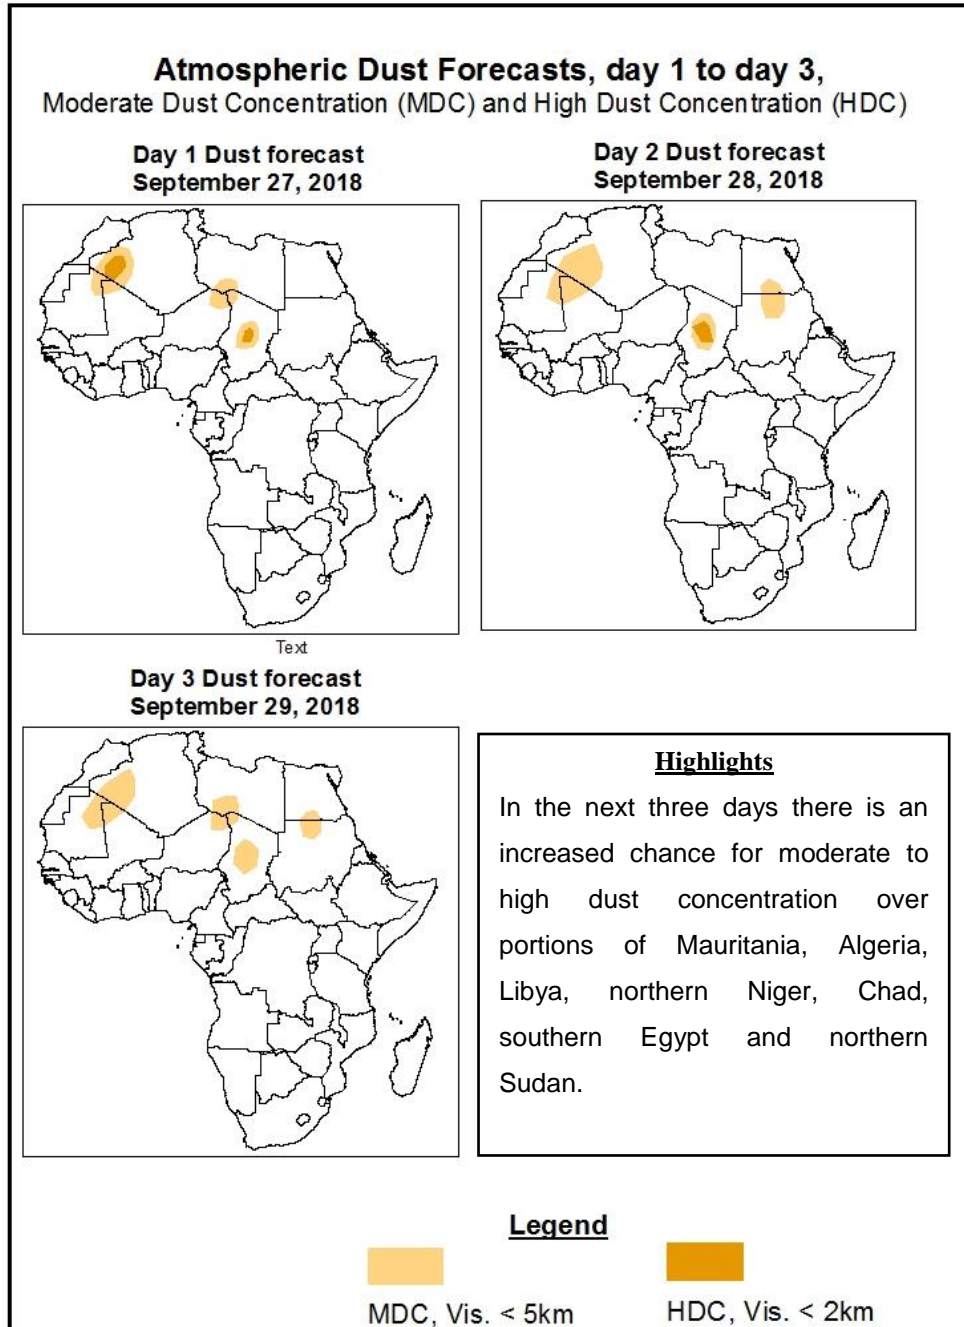 Atmospheric Dust Forecasts, day 1 to day 3,
Moderate Dust Concentration (MDC) and High Dust Concentration (HDC)
Day 1 Dust forecast
September 27, 2018
Day 2 Dust forecast
September 28, 2018
Text
Day 3 Dust forecast
September 29, 2018
Highlights
In the next three days there is an
increased chance for moderate to
high dust concentration over
portions of Mauritania, Algeria,
Libya, northern Niger, Chad,
southern Egypt and northern
Sudan.
Legend
MDC, Vis. < 5km
HDC, Vis. < 2km